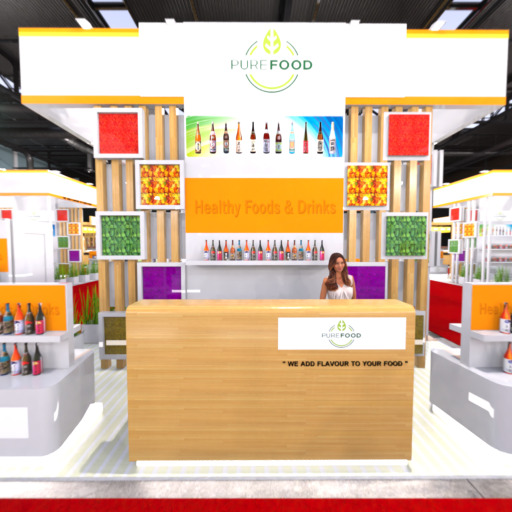 PUREFOOD
Healthy Foods & Drinks
PUREFOOD
" WE ADD FLAVOUR TO YOUR FOOD "